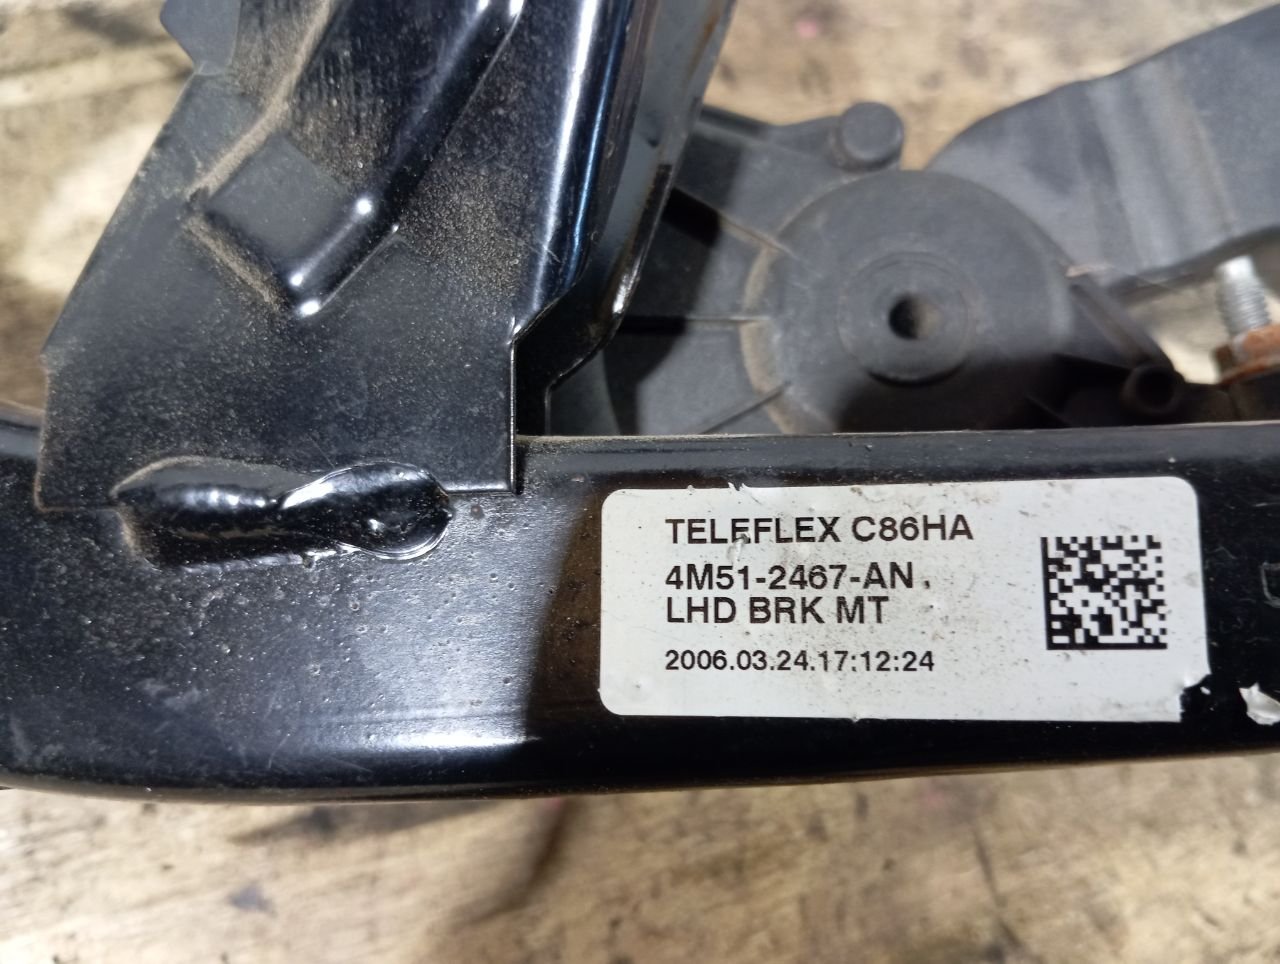 TELEFLEX C86HA
4M51-2467-AN
LHD BRK MT
2006.03.24.17:12:24